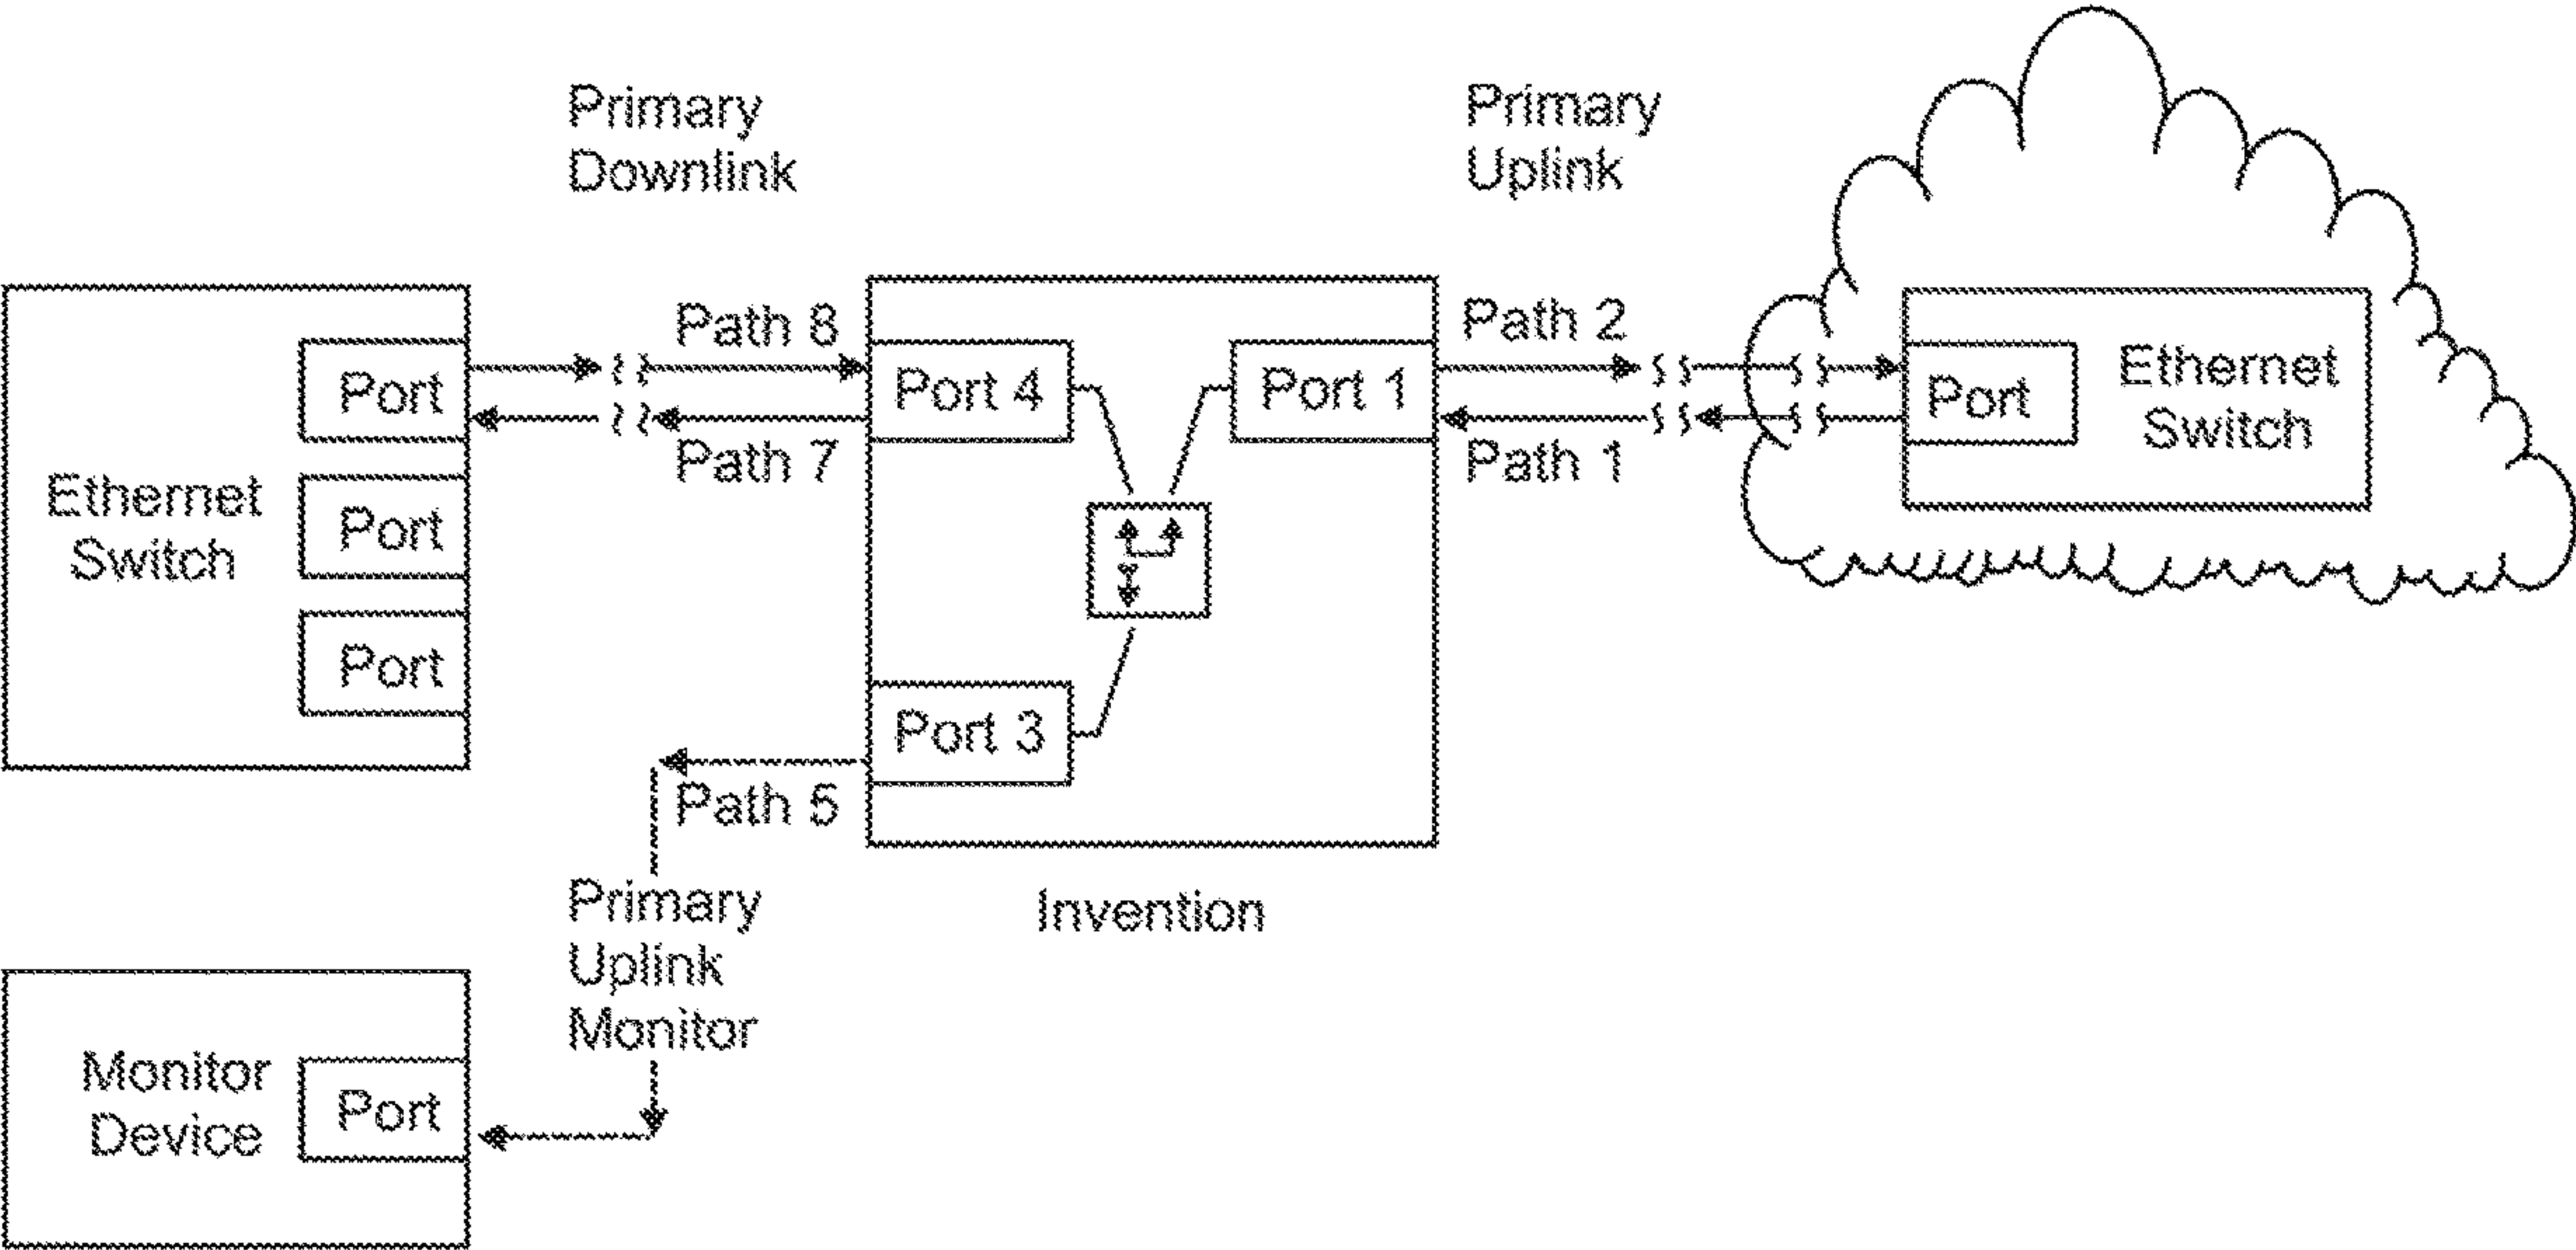 Primary
Downlink
Primary
Uplink
Path 8
Path 7
Path 2
Path 1
Port
Port
Port
Ethernet
Switch
Port 4
Port 1
Port 3
Port
Ethernet
Switch
Path 5
Invention
Primary
Uplink
Monitor
Monitor
Device
Port